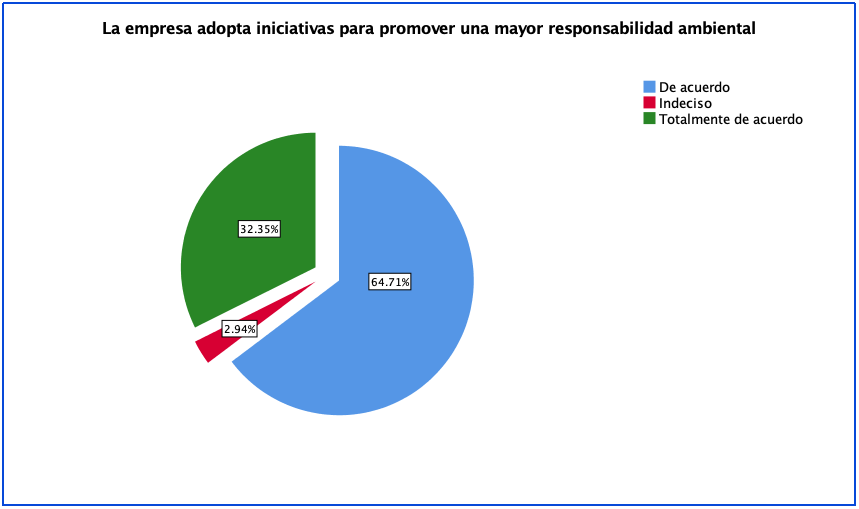 La empresa adopta iniciativas para promover una mayor responsabilidad ambiental
De acuerdo
Indeciso
Totalmente de acuerdo
32.35%
64.71%
2.94%